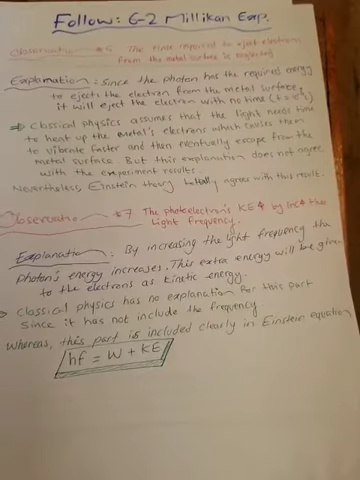 Follow: 6-2 Millikan Exp.
Observation #6 The time required to eject electrons
from the metal surface is neglegtig
Explanation: Since the photon has the required energy
to eject the electron from the metal surface,
it will eject the electron with no time
⇒ Classical physics assumes that the light needs time
to heat up the metal's electrons which causes them
to vibrate faster and then eventually escape from the
metal surface. But this explanation does not agree
with the experiment results.
Nevertheless, Einstein theory totally agrees with this result.
Observation #7 The photoelectron's KE ↑ by inc↑ the
Light frequency.
Explanation: By increasing the light frequency the
Photon's energy increases. This extra energy will be given
to the electrons as kinetic energy.
Classical physics has no explanation for this part
since it has not include the frequency.
Whereas, this part is included clearly in Einstein equation
hf = W + KE